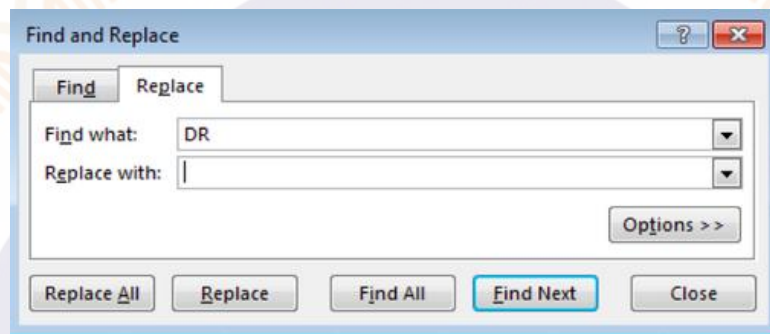 Find and Replace
Find Replace
Find what: DR
Replace with:
Options >>
Replace All Replace Find All Find Next Close